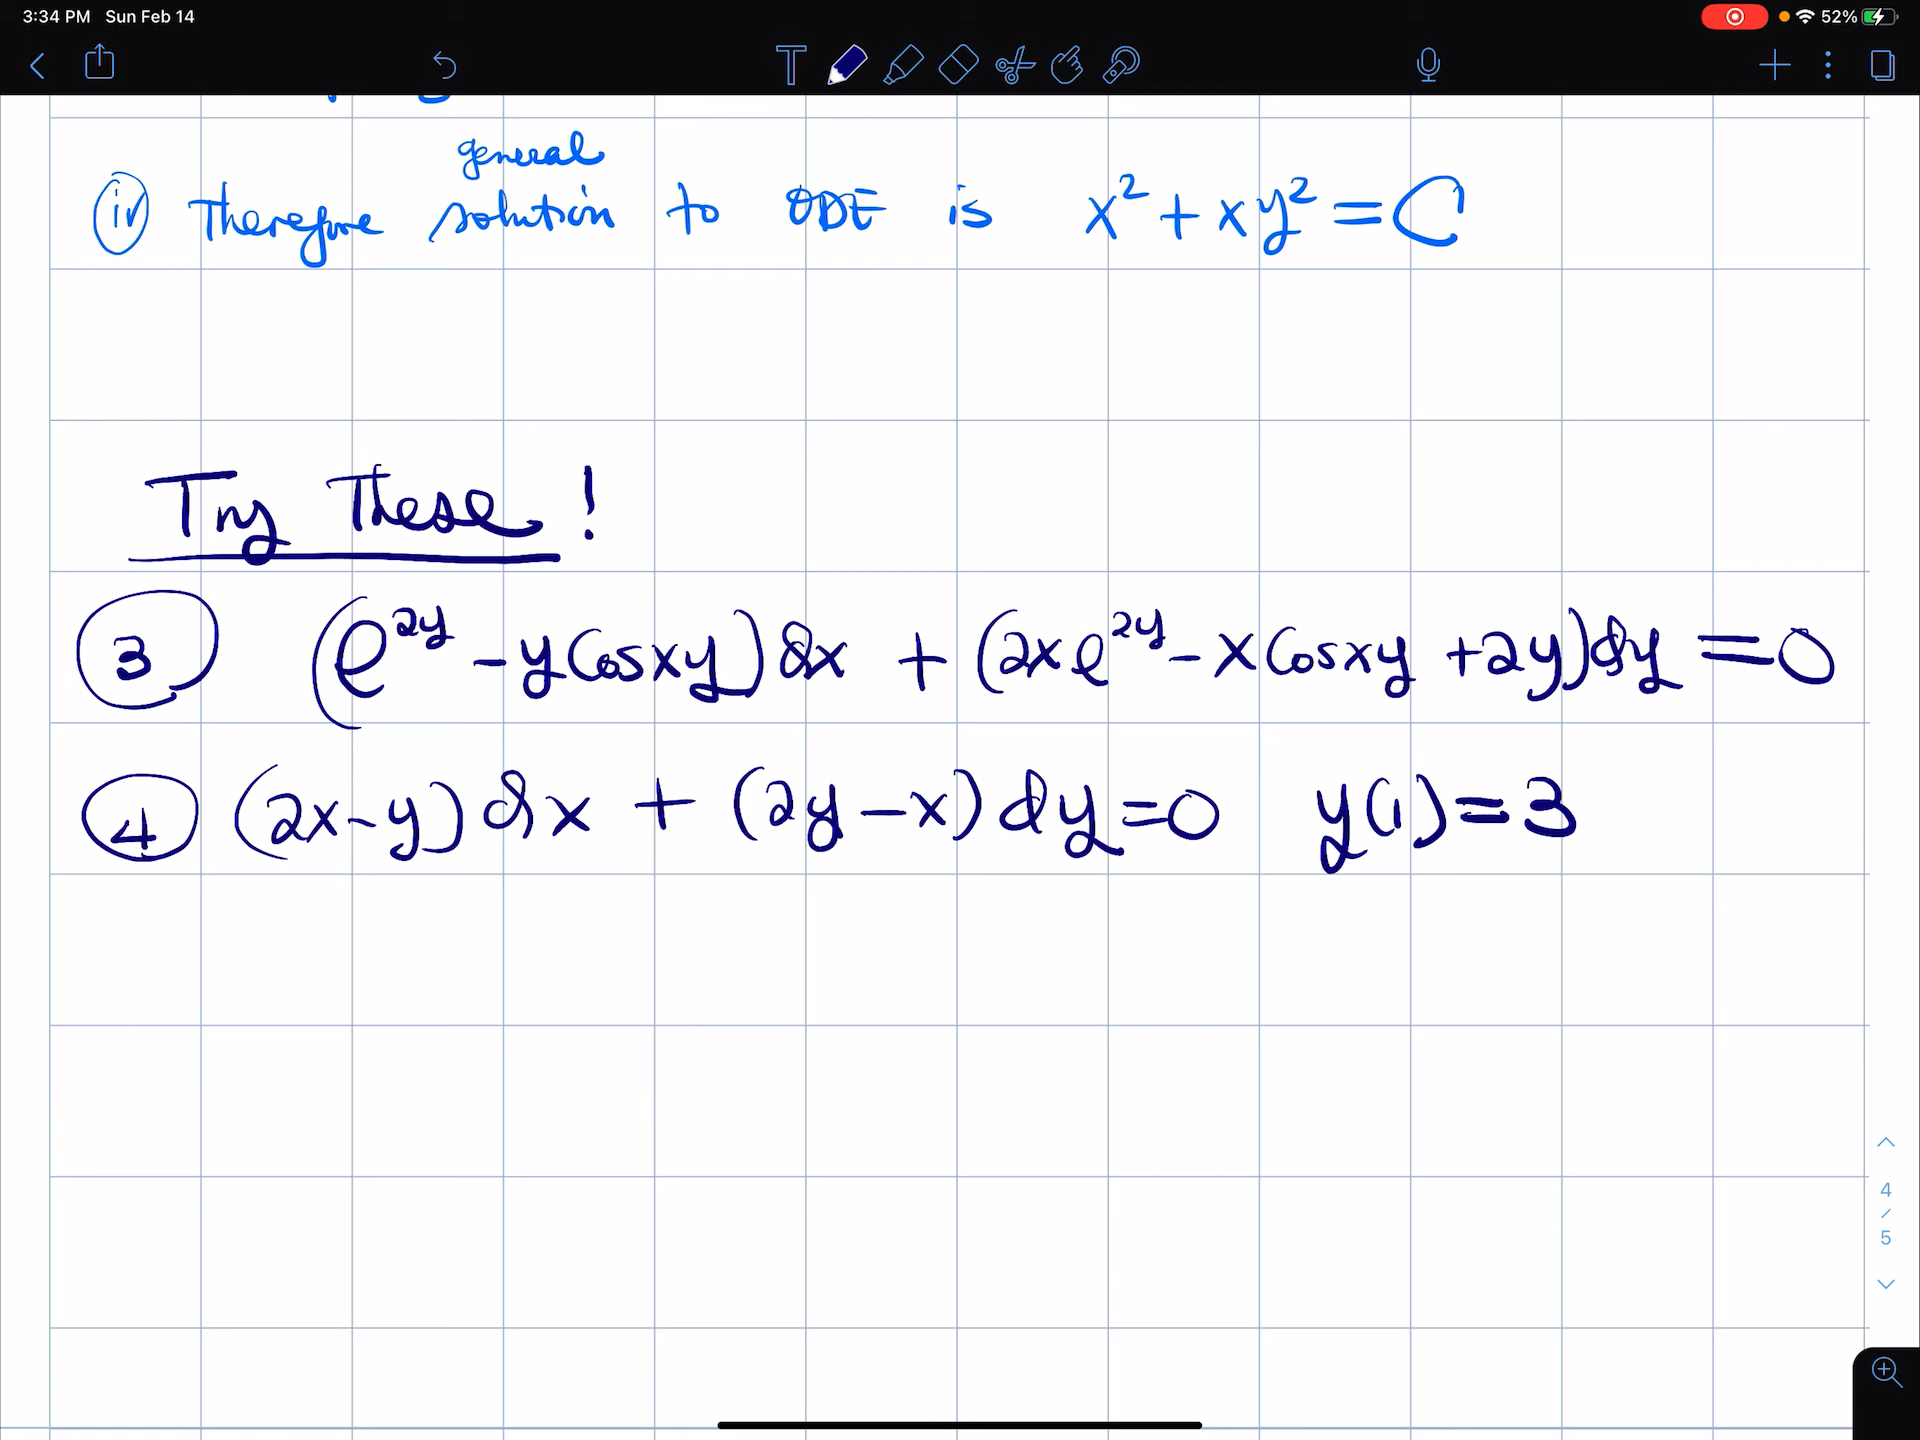 3:34 PM Sun Feb 14
52%
T
general
(iv) Therefore solution to ODE is x² + xy² = C
Try These!
③ (e^{2y} - y Cos xy) dx + (2x e^{2y} - x Cos xy + 2y) dy = 0
④ (2x - y) dx + (2y - x) dy = 0 y(1) = 3
4
/
5